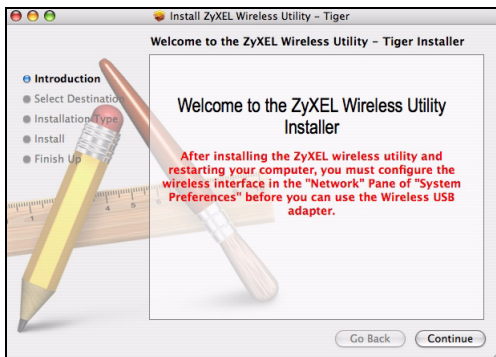 Install ZyXEL Wireless Utility – Tiger
Welcome to the ZyXEL Wireless Utility – Tiger Installer
Introduction
Select Destination
Installation Type
Install
Finish Up
Welcome to the ZyXEL Wireless Utility
Installer
After installing the ZyXEL wireless utility and
restarting your computer, you must configure the
wireless interface in the "Network" Pane of "System
Preferences" before you can use the Wireless USB
adapter.
Go Back
Continue